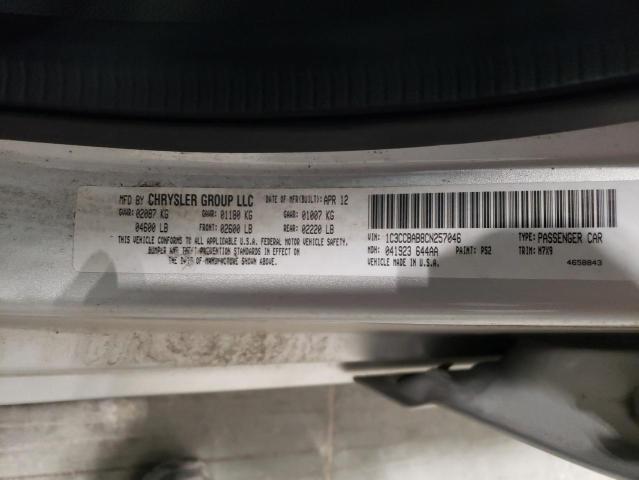 MFD BY CHRYSLER GROUP LLC DATE OF MFR(BUILT): APR 12
GVWR: 02087 KG GAWR: 01180 KG GAWR: 01007 KG
04600 LB FRONT: 02600 LB REAR: 02220 LB
THIS VEHICLE CONFORMS TO ALL APPLICABLE U.S.A. FEDERAL MOTOR VEHICLE SAFETY,
BUMPER AND THEFT PREVENTION STANDARDS IN EFFECT ON
THE DATE OF MANUFACTURE SHOWN ABOVE.
VIN: 1C3CCBAB8CN257046 TYPE: PASSENGER CAR
MDH: 041923 644AA PAINT: PS2 TRIM: M7X9
VEHICLE MADE IN U.S.A. 4658843